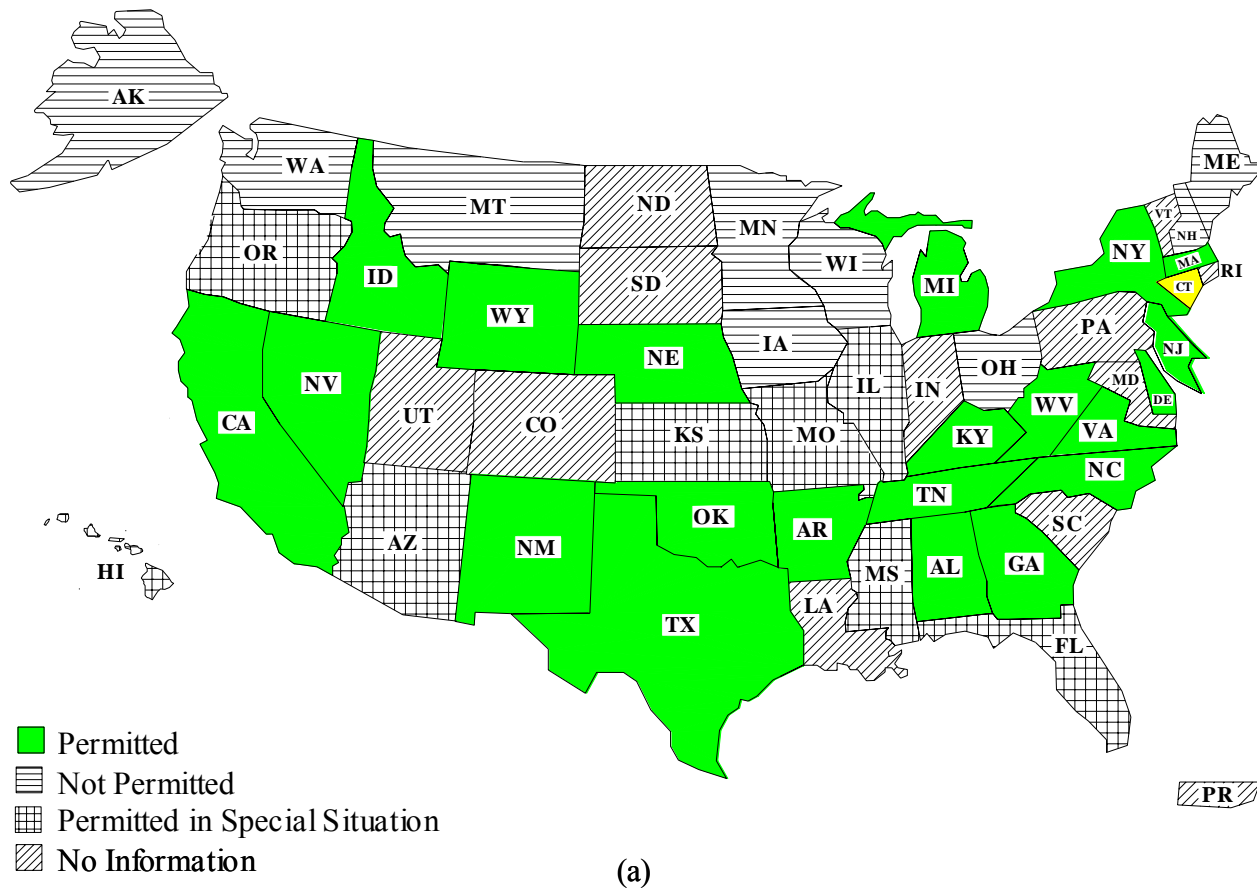 AK
WA
MT
ND
MN
ME
VT
NH
OR
ID
WY
SD
WI
MI
NY
MA
RI
CT
NE
IA
PA
NJ
NV
UT
CO
CA
KS
MO
IL
IN
OH
MD
DE
WV
VA
KY
NC
TN
AZ
NM
OK
AR
SC
MS
AL
GA
HI
TX
LA
FL
PR
Permitted
Not Permitted
Permitted in Special Situation
No Information
(a)